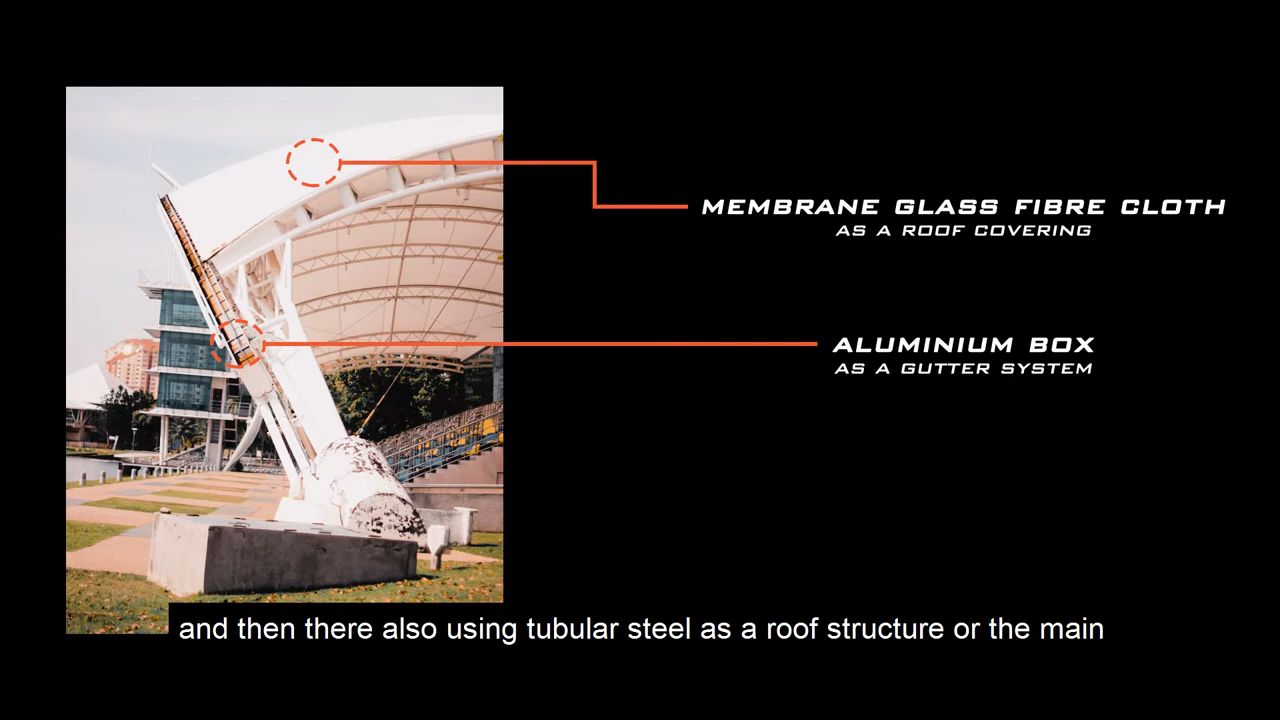 MEMBRANE GLASS FIBRE CLOTH
AS A ROOF COVERING
ALUMINIUM BOX
AS A GUTTER SYSTEM
and then there also using tubular steel as a roof structure or the main